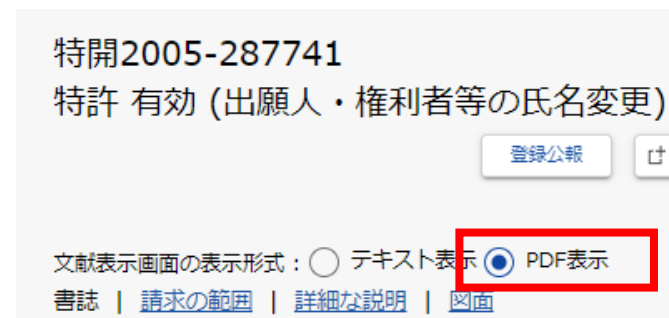 特開2005-287741
特許 有効 (出願人・権利者等の氏名変更)
登録公報
文献表示画面の表示形式：テキスト表示 PDF表示
書誌 | 請求の範囲 | 詳細な説明 | 図面